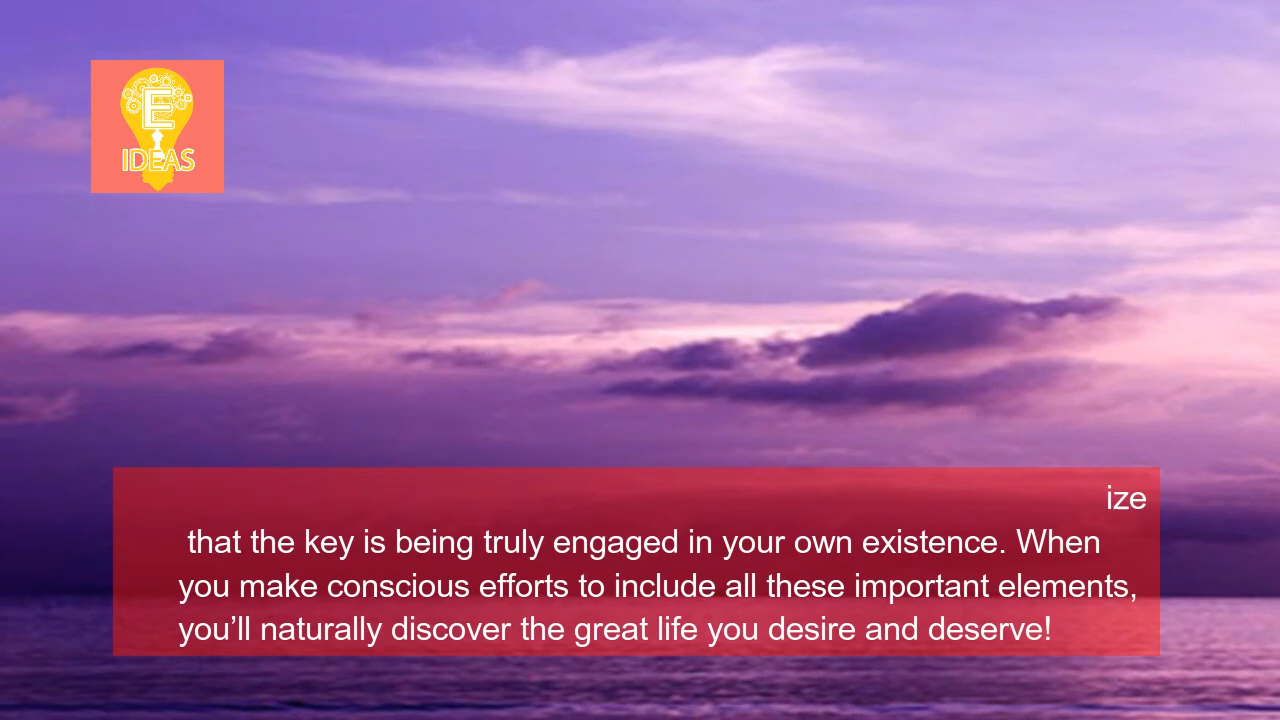 E
IDEAS
ize
that the key is being truly engaged in your own existence. When
you make conscious efforts to include all these important elements,
you’ll naturally discover the great life you desire and deserve!